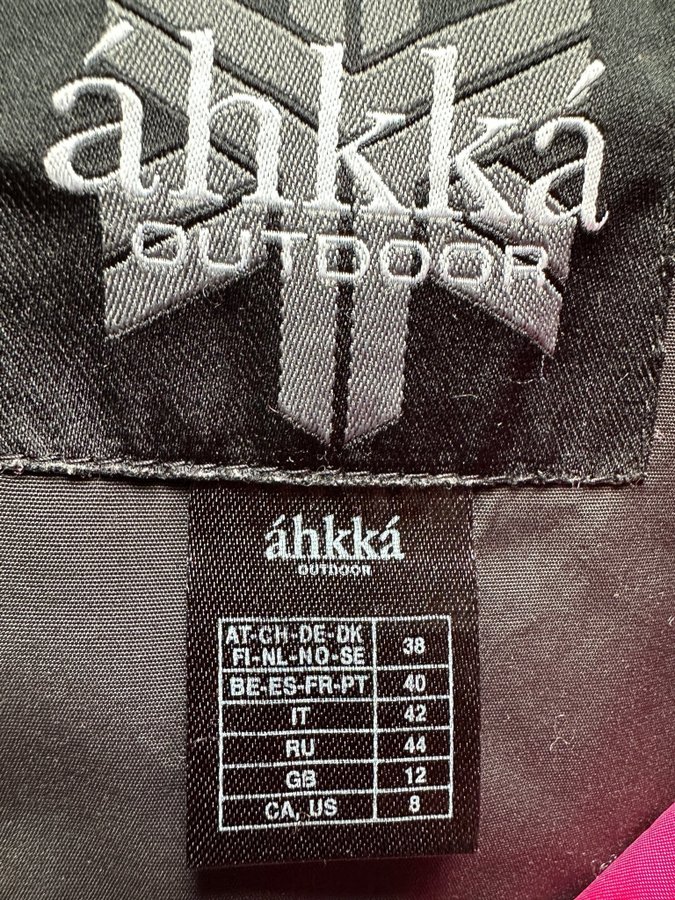 áhkká
OUTDOOR
áhkká
OUTDOOR
AT-CH-DE-DK
FI-NL-NO-SE 38
BE-ES-FR-PT 40
IT 42
RU 44
GB 12
CA, US 8